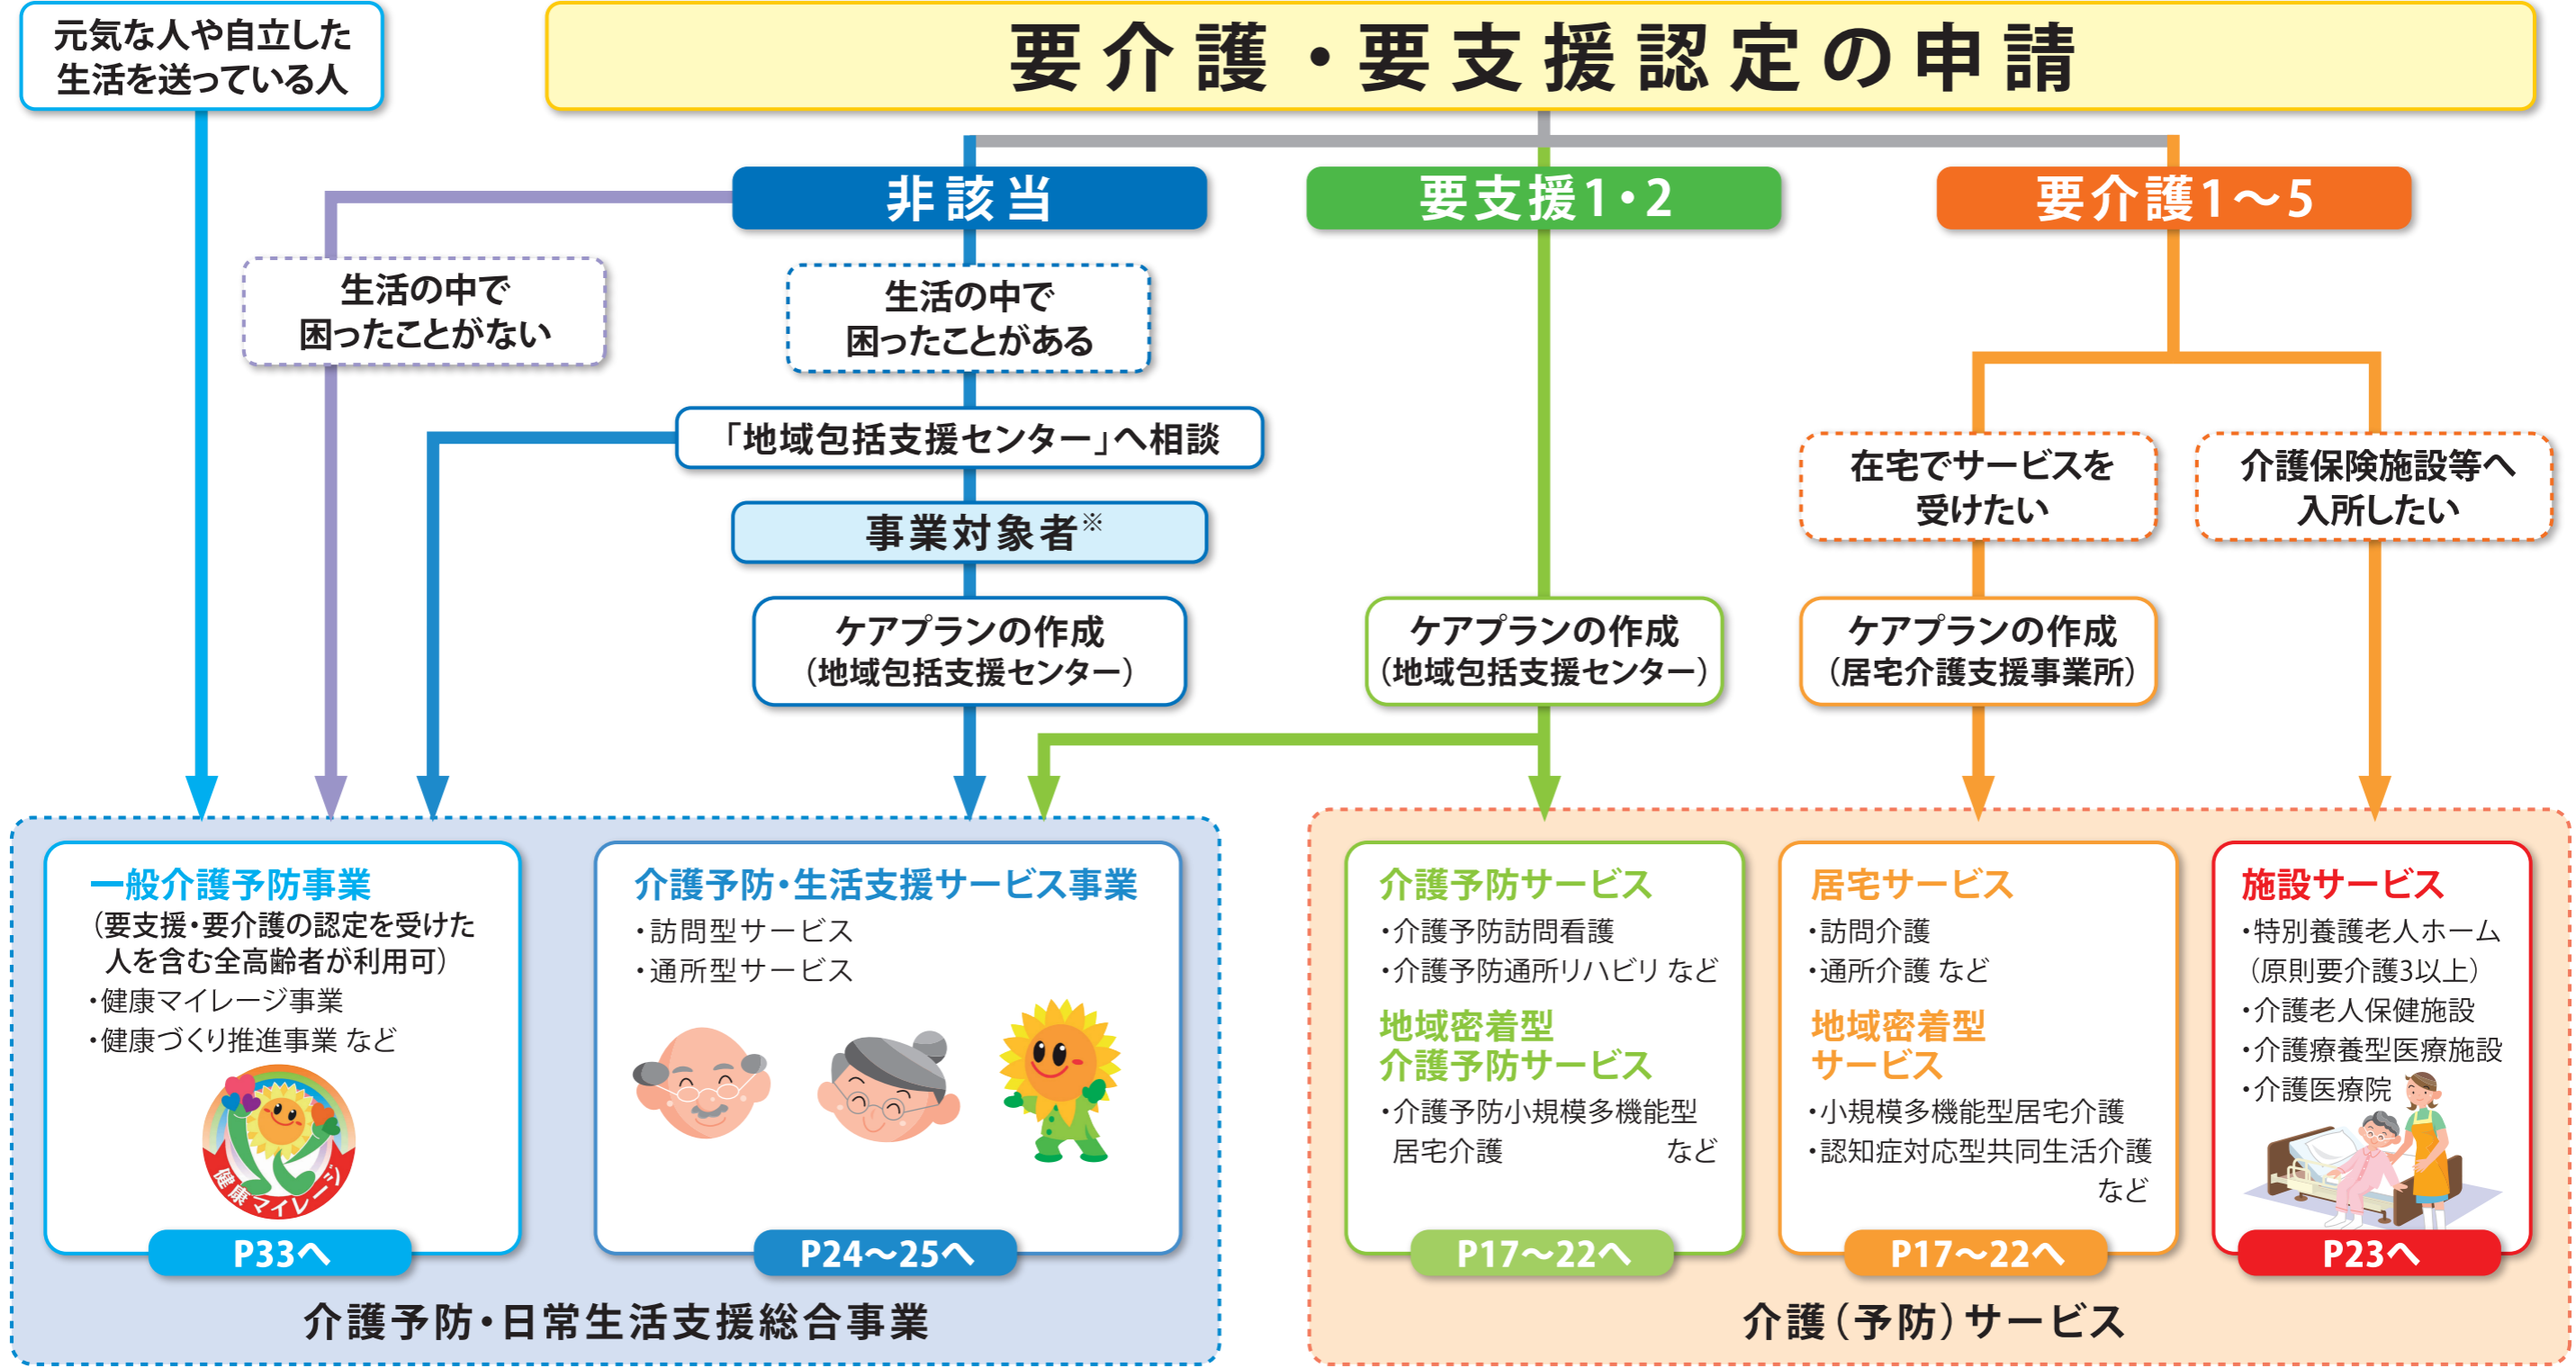 元気な人や自立した
生活を送っている人
要介護・要支援認定の申請
非該当
要支援1・2
要介護1～5
生活の中で
困ったことがない
生活の中で
困ったことがある
「地域包括支援センター」へ相談
事業対象者※
在宅でサービスを
受けたい
介護保険施設等へ
入所したい
ケアプランの作成
（地域包括支援センター）
ケアプランの作成
（地域包括支援センター）
ケアプランの作成
（居宅介護支援事業所）
一般介護予防事業
（要支援・要介護の認定を受けた
人を含む全高齢者が利用可）
・健康マイレージ事業
・健康づくり推進事業 など
健康マイレージ
P33へ
介護予防・生活支援サービス事業
・訪問型サービス
・通所型サービス
P24～25へ
介護予防・日常生活支援総合事業
介護予防サービス
・介護予防訪問看護
・介護予防通所リハビリ など
地域密着型
介護予防サービス
・介護予防小規模多機能型
居宅介護 など
P17～22へ
居宅サービス
・訪問介護
・通所介護 など
地域密着型
サービス
・小規模多機能型居宅介護
・認知症対応型共同生活介護
など
P17～22へ
施設サービス
・特別養護老人ホーム
（原則要介護3以上）
・介護老人保健施設
・介護療養型医療施設
・介護医療院
P23へ
介護（予防）サービス